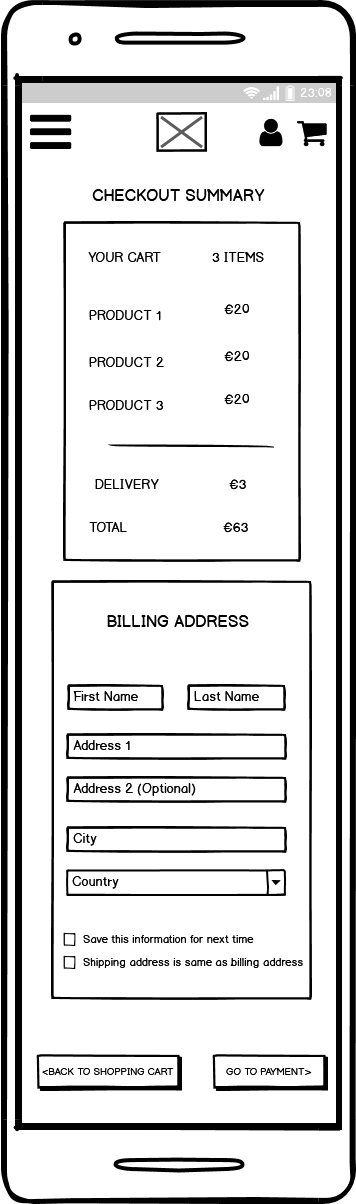 23:08
CHECKOUT SUMMARY
YOUR CART 3 ITEMS
PRODUCT 1 €20
PRODUCT 2 €20
PRODUCT 3 €20
DELIVERY €3
TOTAL €63
BILLING ADDRESS
First Name Last Name
Address 1
Address 2 (Optional)
City
Country
Save this information for next time
Shipping address is same as billing address
<BACK TO SHOPPING CART GO TO PAYMENT>